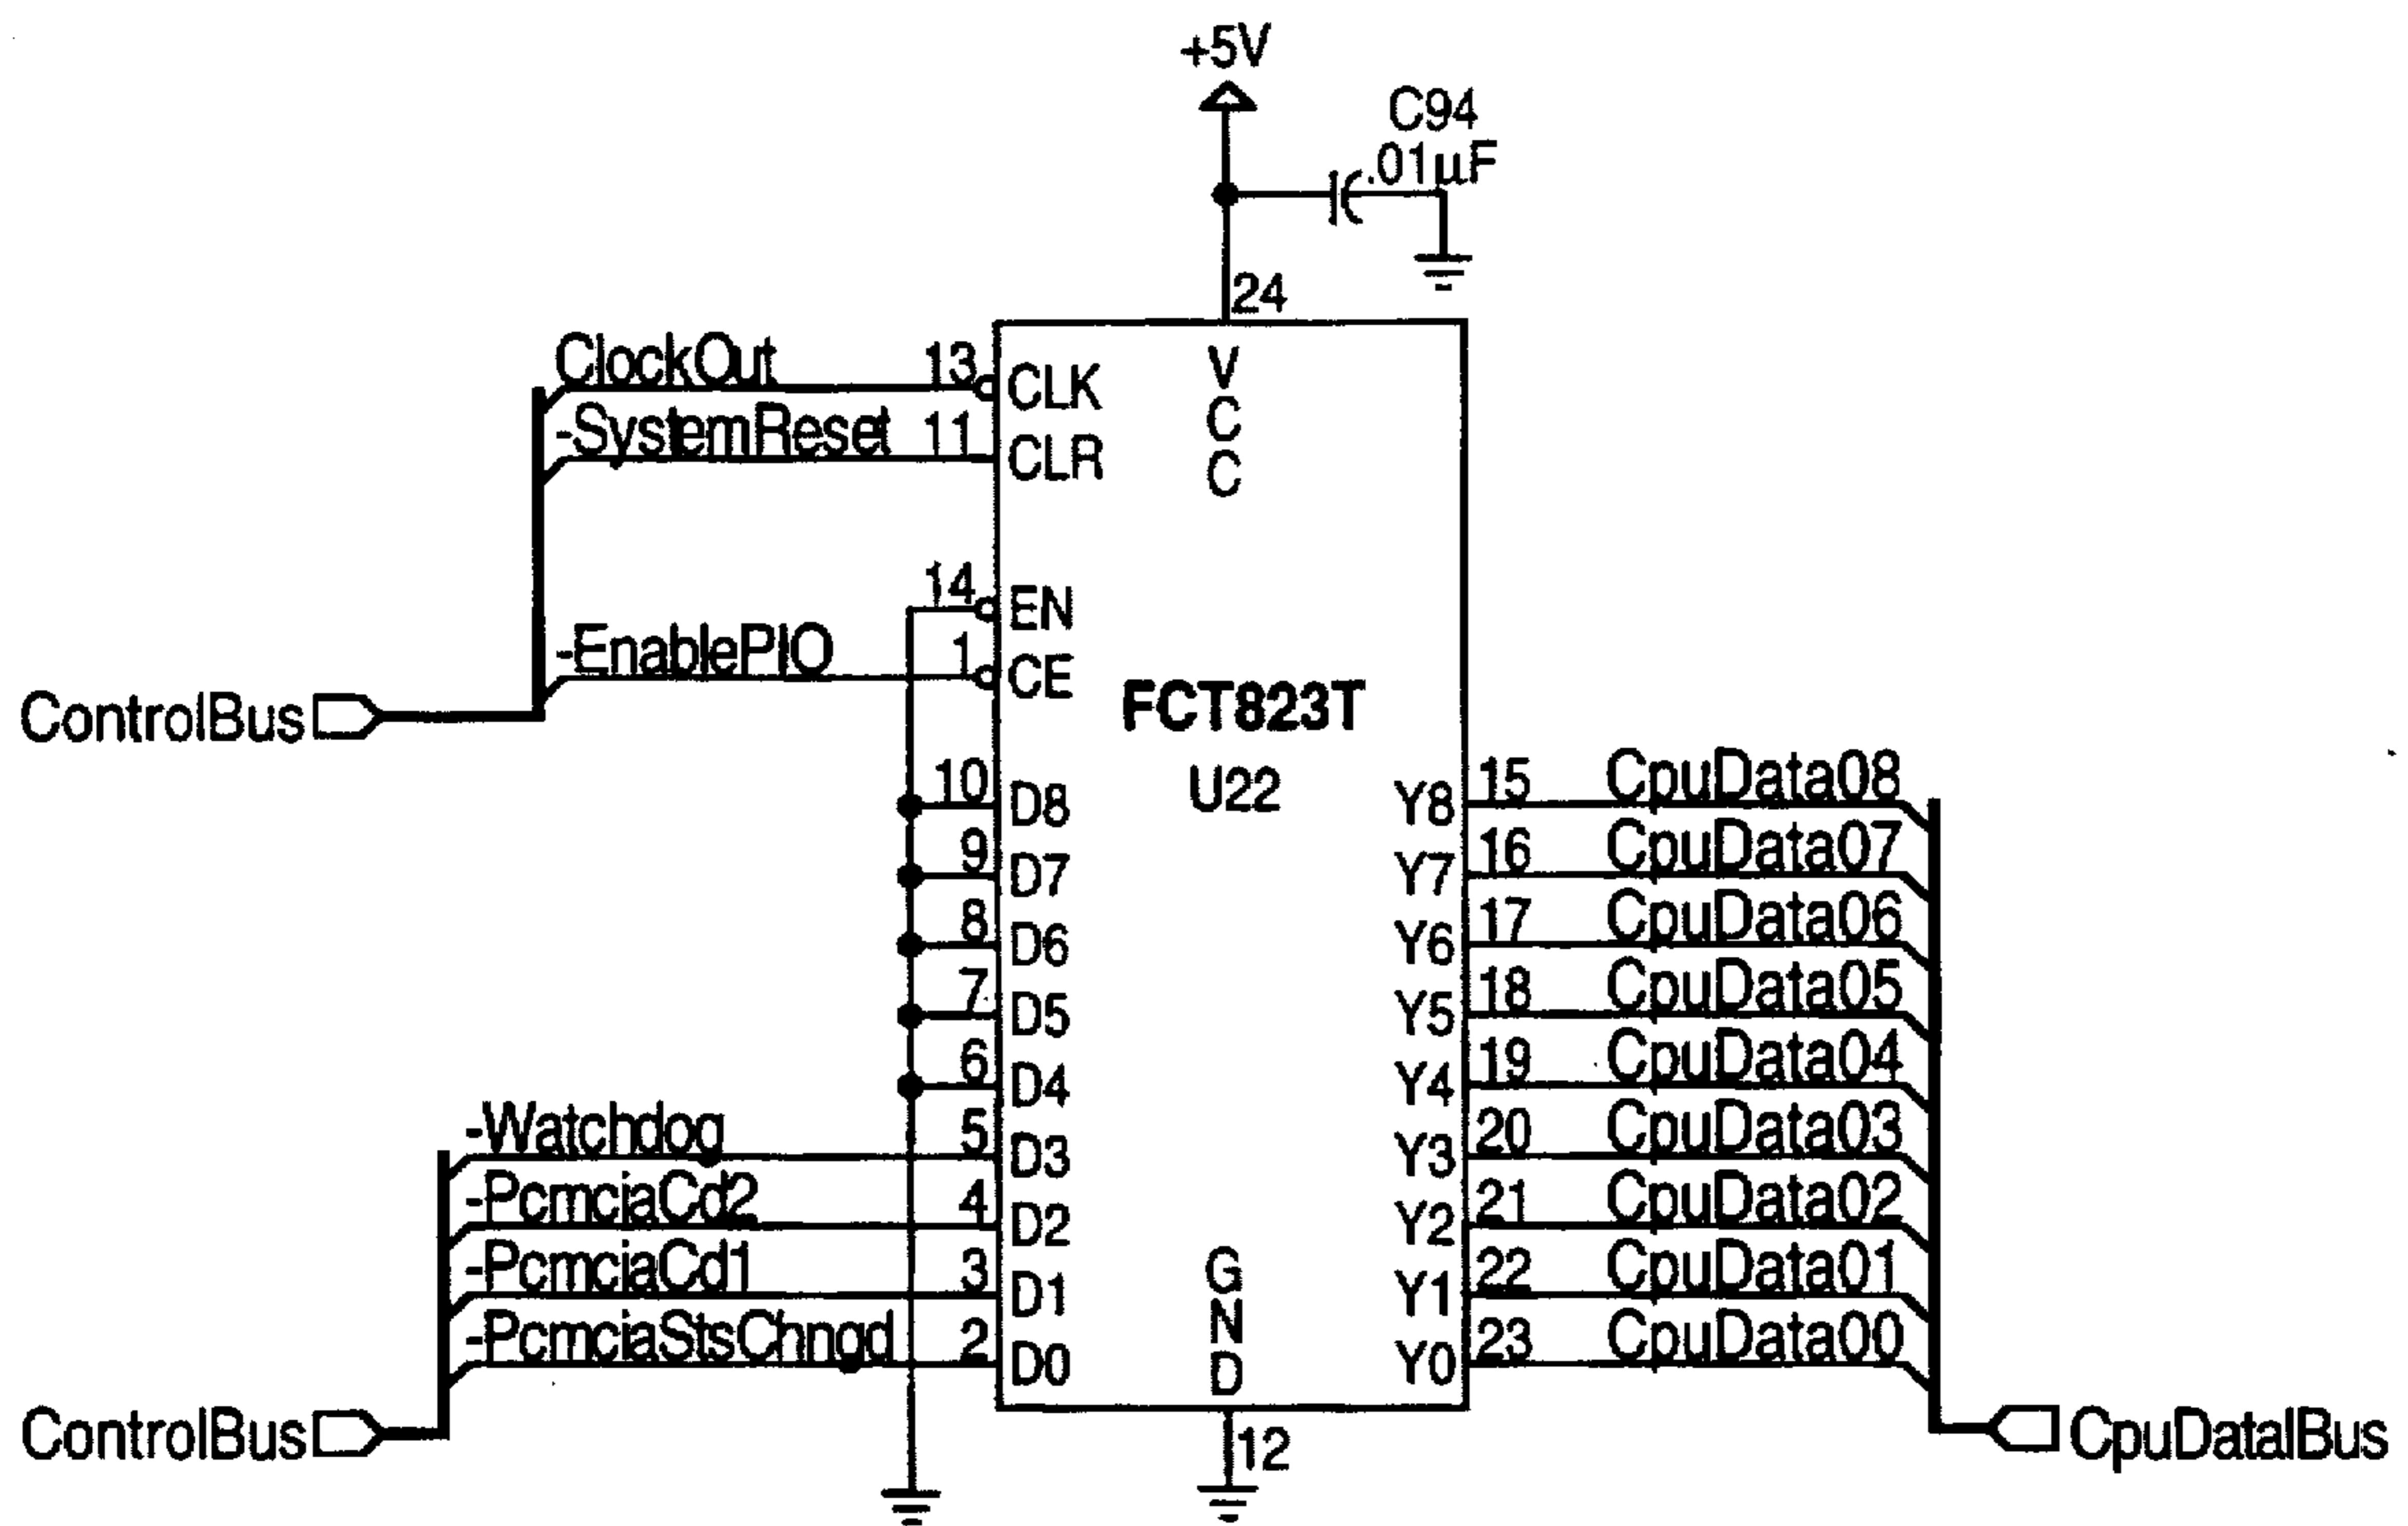 +5V
C94
.01µF
24
ClockOut 13 CLK
VCC
-SystemReset 11 CLR
14 EN
-EnablePIO 1 CE
ControlBus
FCT823T
U22
10 D8 Y8 15 CpuData08
9 D7 Y7 16 CpuData07
8 D6 Y6 17 CpuData06
7 D5 Y5 18 CpuData05
6 D4 Y4 19 CpuData04
-Watchdog 5 D3 Y3 20 CpuData03
-PcmciaCd2 4 D2 Y2 21 CpuData02
-PcmciaCd1 3 D1 Y1 22 CpuData01
-PcmciaStsChngd 2 D0 Y0 23 CpuData00
GND
ControlBus
12
CpuDatalBus